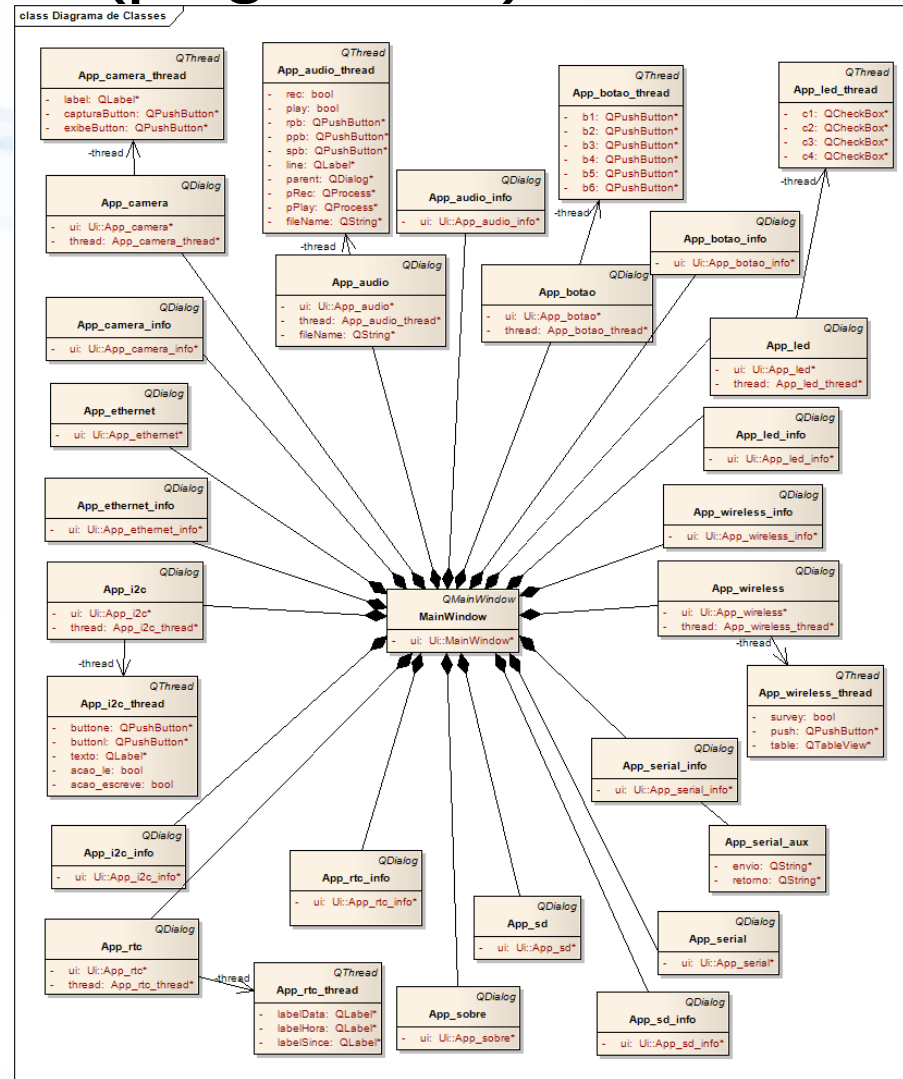 class Diagrama de Classes
QThread
App_camera_thread
- label: QLabel*
- capturaButton: QPushButton*
- exibeButton: QPushButton*
-thread
QDialog
App_camera
- ui: Ui::App_camera*
- thread: App_camera_thread*
QThread
App_audio_thread
- rec: bool
- play: bool
- rpb: QPushButton*
- ppb: QPushButton*
- spb: QPushButton*
- line: QLabel*
- parent: QDialog*
- pRec: QProcess*
- pPlay: QProcess*
- fileName: QString*
-thread
QDialog
App_audio
- ui: Ui::App_audio*
- thread: App_audio_thread*
- fileName: QString*
QDialog
App_audio_info
- ui: Ui::App_audio_info*
QThread
App_botao_thread
- b1: QPushButton*
- b2: QPushButton*
- b3: QPushButton*
- b4: QPushButton*
- b5: QPushButton*
- b6: QPushButton*
-thread
QDialog
App_botao
- ui: Ui::App_botao*
- thread: App_botao_thread*
QThread
App_led_thread
- c1: QCheckBox*
- c2: QCheckBox*
- c3: QCheckBox*
- c4: QCheckBox*
-thread
QDialog
App_botao_info
- ui: Ui::App_botao_info*
QDialog
App_led
- ui: Ui::App_led*
- thread: App_led_thread*
QDialog
App_led_info
- ui: Ui::App_led_info*
QDialog
App_camera_info
- ui: Ui::App_camera_info*
QDialog
App_ethernet
- ui: Ui::App_ethernet*
QDialog
App_ethernet_info
- ui: Ui::App_ethernet_info*
QDialog
App_wireless_info
- ui: Ui::App_wireless_info*
QDialog
App_i2c
- ui: Ui::App_i2c*
- thread: App_i2c_thread*
-thread
QMainWindow
MainWindow
- ui: Ui::MainWindow*
QDialog
App_wireless
- ui: Ui::App_wireless*
- thread: App_wireless_thread*
-thread
QThread
App_i2c_thread
- buttone: QPushButton*
- buttonl: QPushButton*
- texto: QLabel*
- acao_le: bool
- acao_escreve: bool
QThread
App_wireless_thread
- survey: bool
- push: QPushButton*
- table: QTableView*
QDialog
App_serial_info
- ui: Ui::App_serial_info*
App_serial_aux
- envio: QString*
- retorno: QString*
QDialog
App_i2c_info
- ui: Ui::App_i2c_info*
QDialog
App_rtc_info
- ui: Ui::App_rtc_info*
QDialog
App_sd
- ui: Ui::App_sd*
QDialog
App_serial
- ui: Ui::App_serial*
QDialog
App_rtc
- ui: Ui::App_rtc*
- thread: App_rtc_thread*
-thread
QThread
App_rtc_thread
- labelData: QLabel*
- labelHora: QLabel*
- labelSince: QLabel*
QDialog
App_sobre
- ui: Ui::App_sobre*
QDialog
App_sd_info
- ui: Ui::App_sd_info*